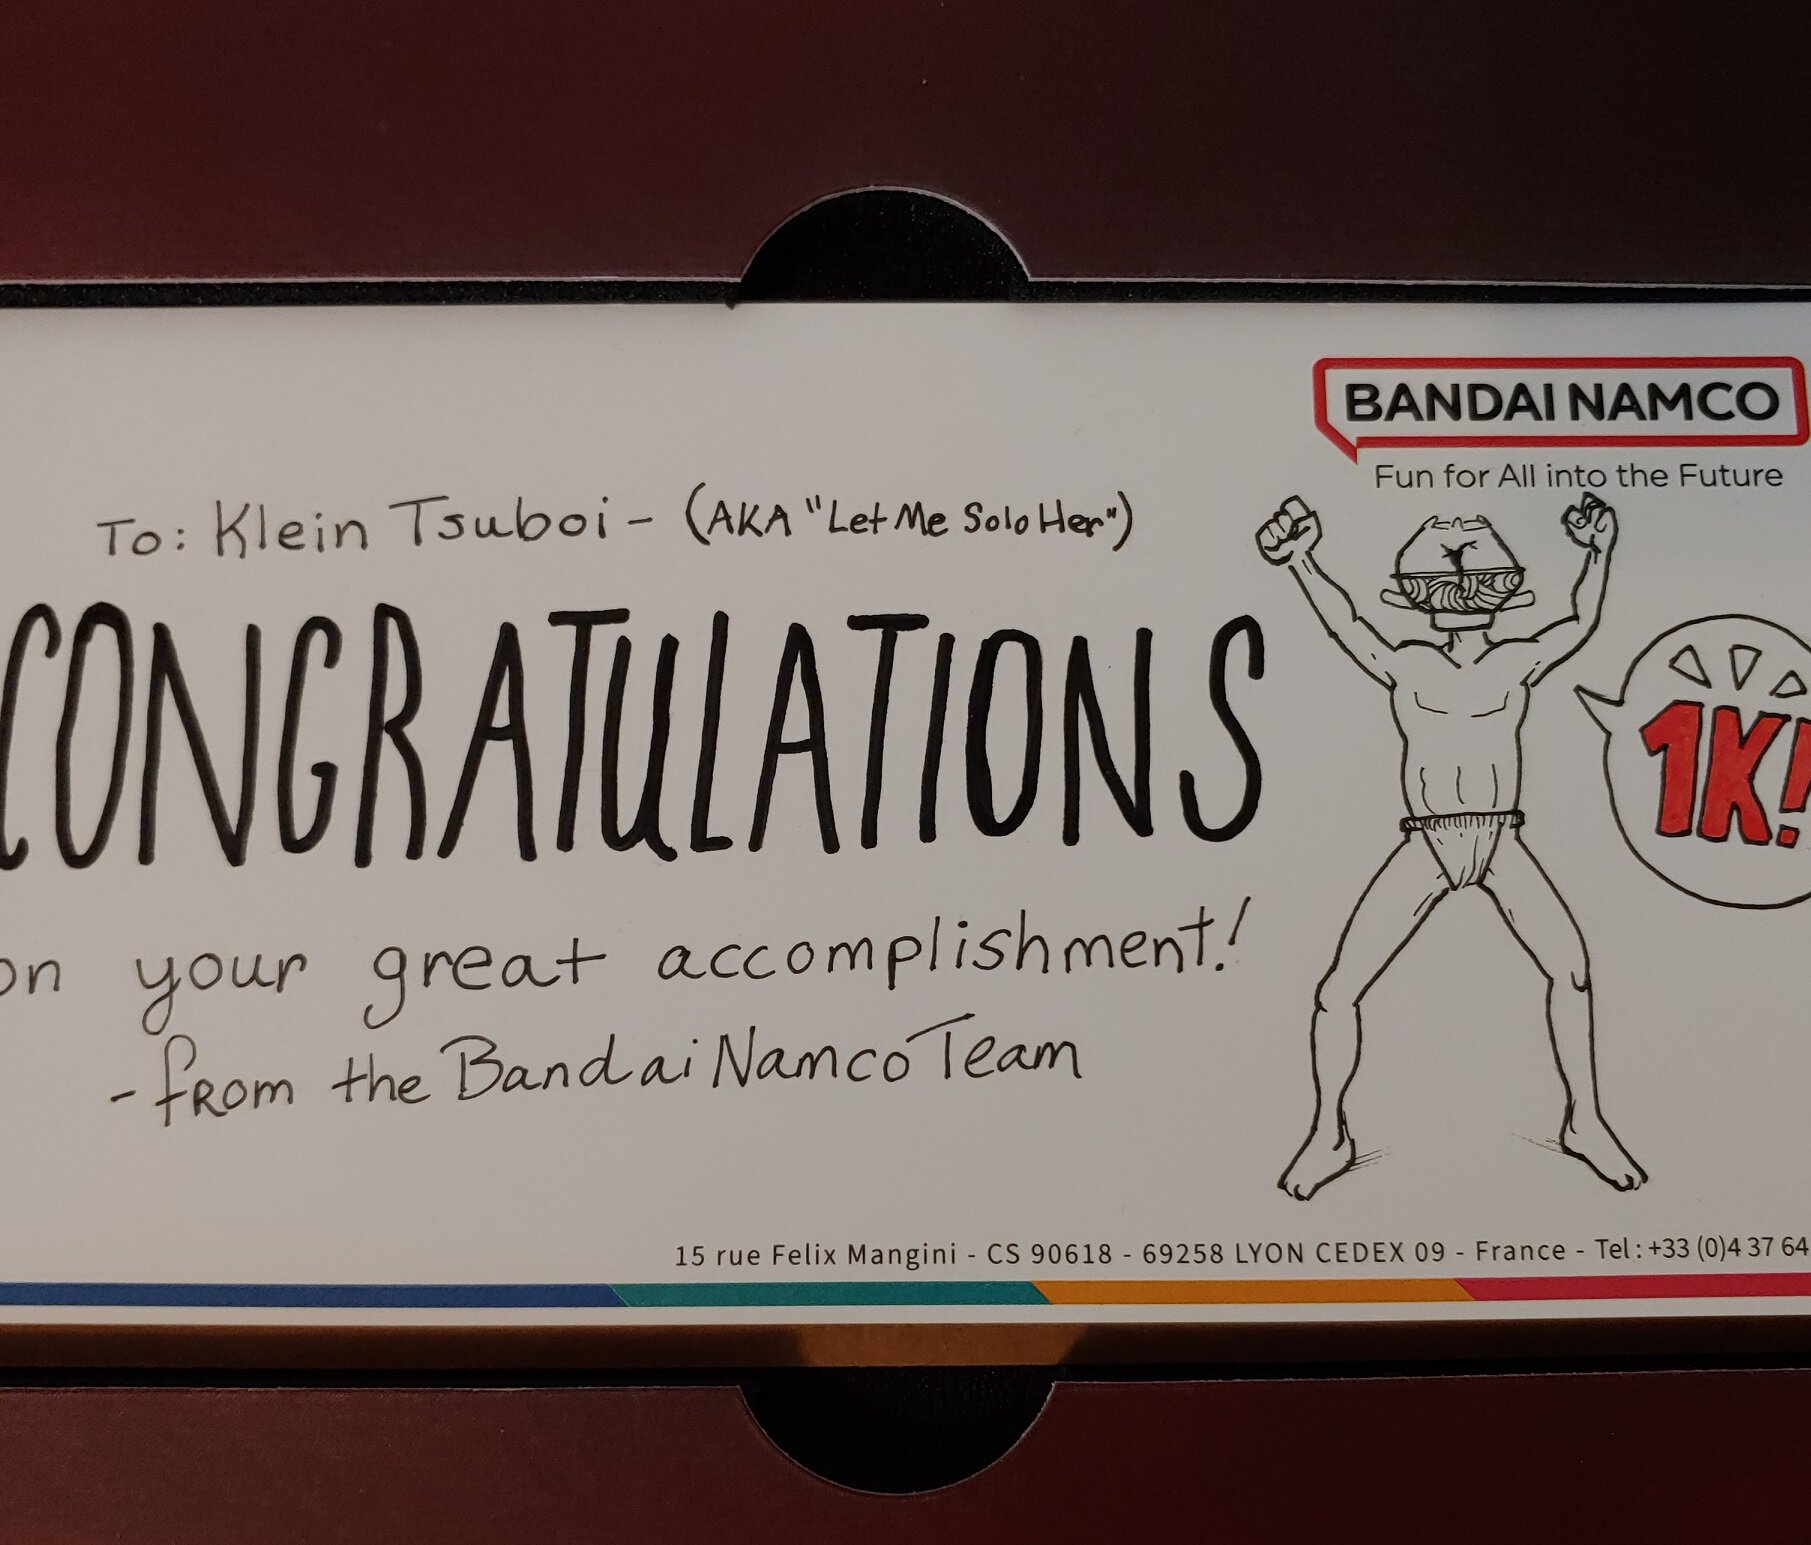 BANDAI NAMCO
Fun for All into the Future
To: Klein Tsuboi - (AKA "Let Me Solo Her")
CONGRATULATIONS
1K!
on your great accomplishment!
- from the Bandai Namco Team
15 rue Felix Mangini - CS 90618 - 69258 LYON CEDEX 09 - France - Tel : +33 (0)4 37 64